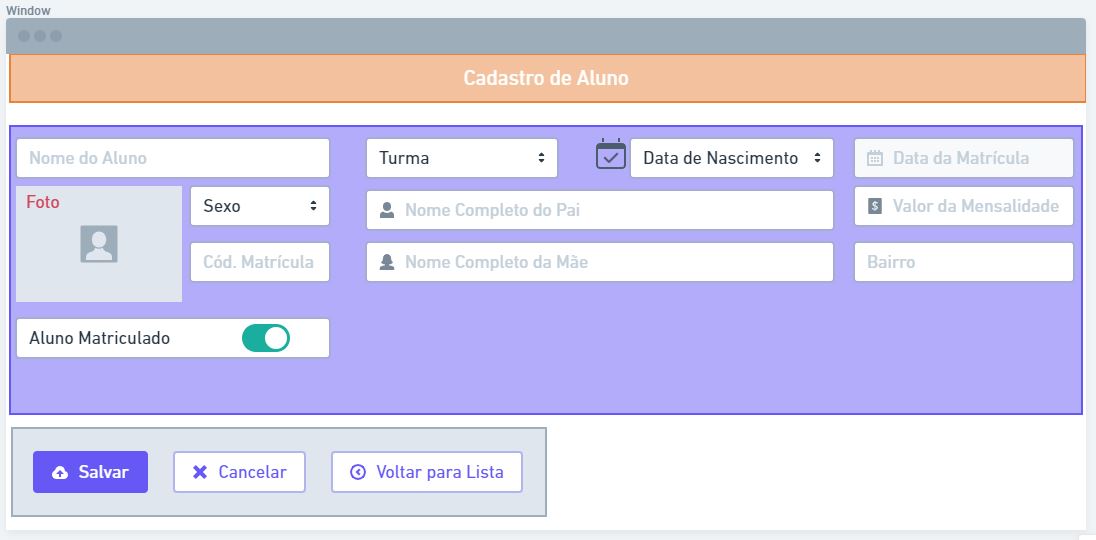 Window
Cadastro de Aluno
Nome do Aluno
Turma
Data de Nascimento
Data da Matrícula
Foto
Sexo
Nome Completo do Pai
Valor da Mensalidade
Cód. Matrícula
Nome Completo da Mãe
Bairro
Aluno Matriculado
Salvar
Cancelar
Voltar para Lista